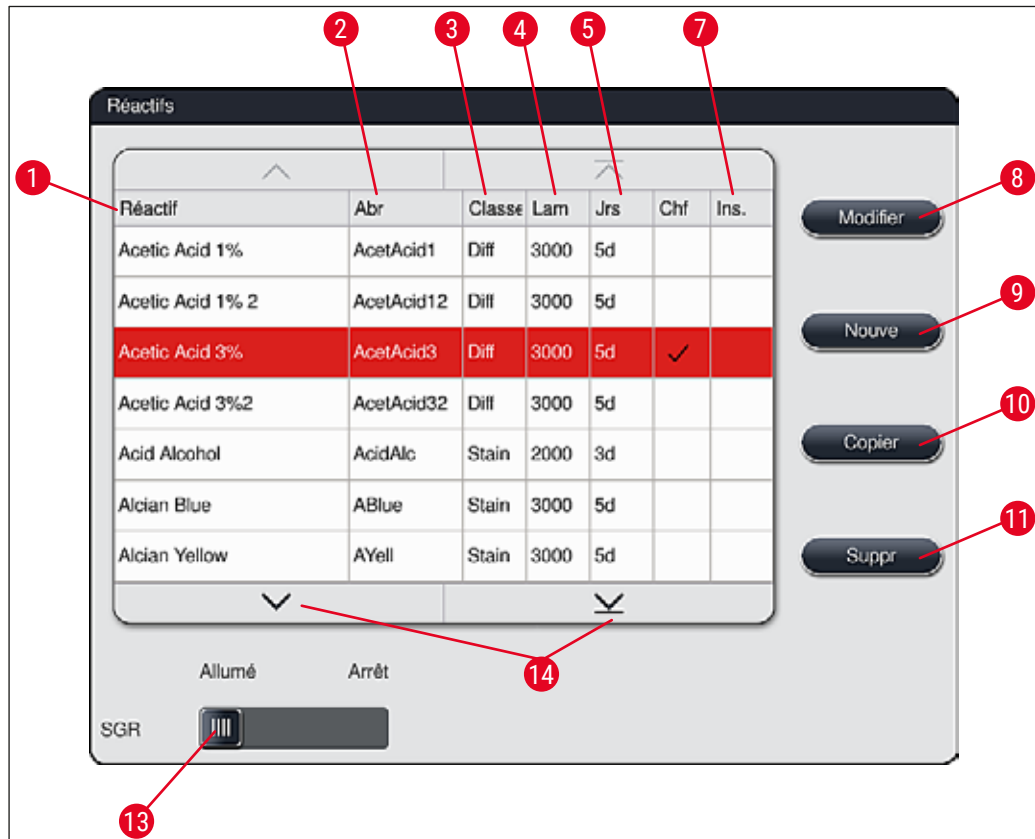 2 3 4 5 7
Réactifs
1
Réactif Abr Classe Lam Jrs Chf Ins.
Acetic Acid 1% AcetAcid1 Diff 3000 5d
Acetic Acid 1% 2 AcetAcid12 Diff 3000 5d
Acetic Acid 3% AcetAcid3 Diff 3000 5d ✓
Acetic Acid 3%2 AcetAcid32 Diff 3000 5d
Acid Alcohol AcidAlc Stain 2000 3d
Alcian Blue ABlue Stain 3000 5d
Alcian Yellow AYell Stain 3000 5d
Modifier 8
Nouve 9
Copier 10
Suppr 11
14
Allumé Arrêt
SGR
13